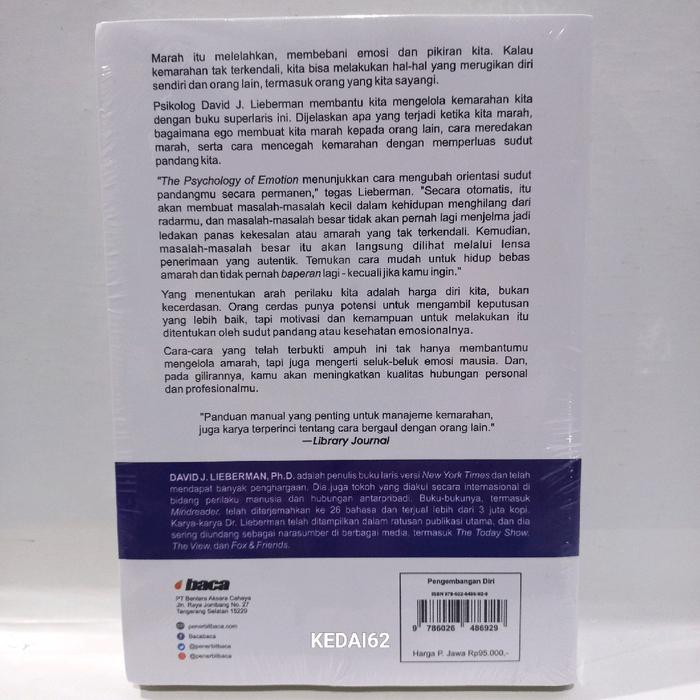 Marah itu melelahkan, membebani emosi dan pikiran kita. Kalau
kemarahan tak terkendali, kita bisa melakukan hal-hal yang merugikan diri
sendiri dan orang lain, termasuk orang yang kita sayangi.
Psikolog David J. Lieberman membantu kita mengelola kemarahan kita
dengan buku superlaris ini. Dijelaskan apa yang terjadi ketika kita marah,
bagaimana ego membuat kita marah kepada orang lain, cara meredakan
marah, serta cara mencegah kemarahan dengan memperluas sudut
pandang kita.
"The Psychology of Emotion menunjukkan cara mengubah orientasi sudut
pandangmu secara permanen," tegas Lieberman. "Secara otomatis, itu
akan membuat masalah-masalah kecil dalam kehidupan menghilang dari
radarmu, dan masalah-masalah besar tidak akan pernah lagi menjelma jadi
ledakan panas kekesalan atau amarah yang tak terkendali. Kemudian,
masalah-masalah besar itu akan langsung dilihat melalui lensa
penerimaan yang autentik. Temukan cara mudah untuk hidup bebas
amarah dan tidak pernah baperan lagi - kecuali jika kamu ingin."
Yang menentukan arah perilaku kita adalah harga diri kita, bukan
kecerdasan. Orang cerdas punya potensi untuk mengambil keputusan
yang lebih baik, tapi motivasi dan kemampuan untuk melakukan itu
ditentukan oleh sudut pandang atau kesehatan emosionalnya.
Cara-cara yang telah terbukti ampuh ini tak hanya membantumu
mengelola amarah, tapi juga mengerti seluk-beluk emosi mausia. Dan,
pada gilirannya, kamu akan meningkatkan kualitas hubungan personal
dan profesionalmu.
"Panduan manual yang penting untuk manajeme kemarahan,
juga karya terperinci tentang cara bergaul dengan orang lain."
—Library Journal
DAVID J. LIEBERMAN, Ph.D. adalah penulis buku laris versi New York Times dan telah
mendapat banyak penghargaan. Dia juga tokoh yang diakui secara internasional di
bidang perilaku manusia dan hubungan antarpribadi. Buku-bukunya, termasuk
Mindreader, telah diterjemahkan ke 26 bahasa dan terjual lebih dari 3 juta kopi.
Karya-karya Dr. Lieberman telah ditampilkan dalam ratusan publikasi utama, dan dia
sering diundang sebagai narasumber di berbagai media, termasuk The Today Show,
The View, dan Fox & Friends.
baca
PT Bentara Aksara Cahaya
Jln. Raya Jombang No. 27
Tangerang Selatan 15229
penerbitbaca.com
Bacabaca
@penerbitbaca
@penerbitbaca
KEDAI62
Pengembangan Diri
ISBN 978-602-6486-92-9
9 786026 486929
Harga P. Jawa Rp95.000,-